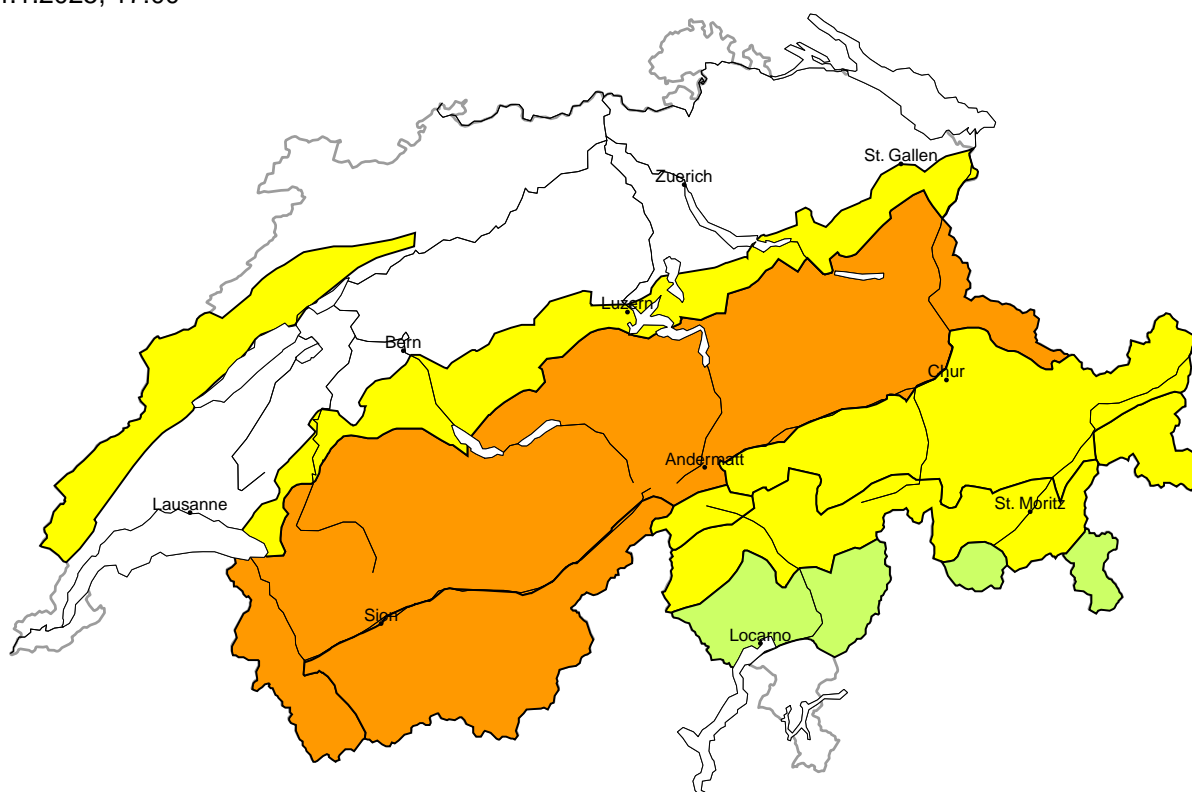 St. Gallen
Zuerich
Luzern
Bern
Chur
Andermatt
Lausanne
St. Moritz
Sion
Locarno